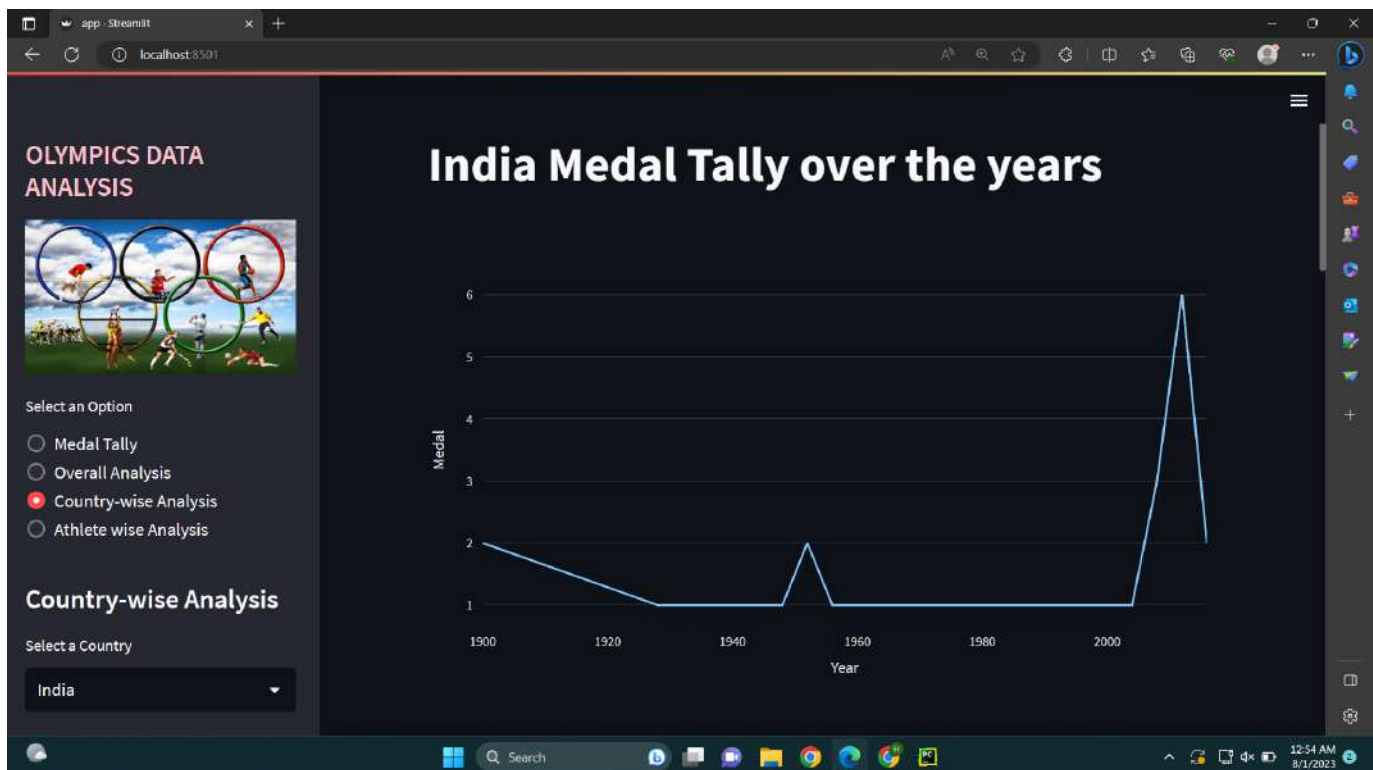 app · Streamlit
localhost:8501
OLYMPICS DATA
ANALYSIS
Select an Option
Medal Tally
Overall Analysis
Country-wise Analysis
Athlete wise Analysis
Country-wise Analysis
Select a Country
India
India Medal Tally over the years
6
5
4
3
2
1
Medal
1900 1920 1940 1960 1980 2000
Year
Search
12:54 AM
8/1/2023
2